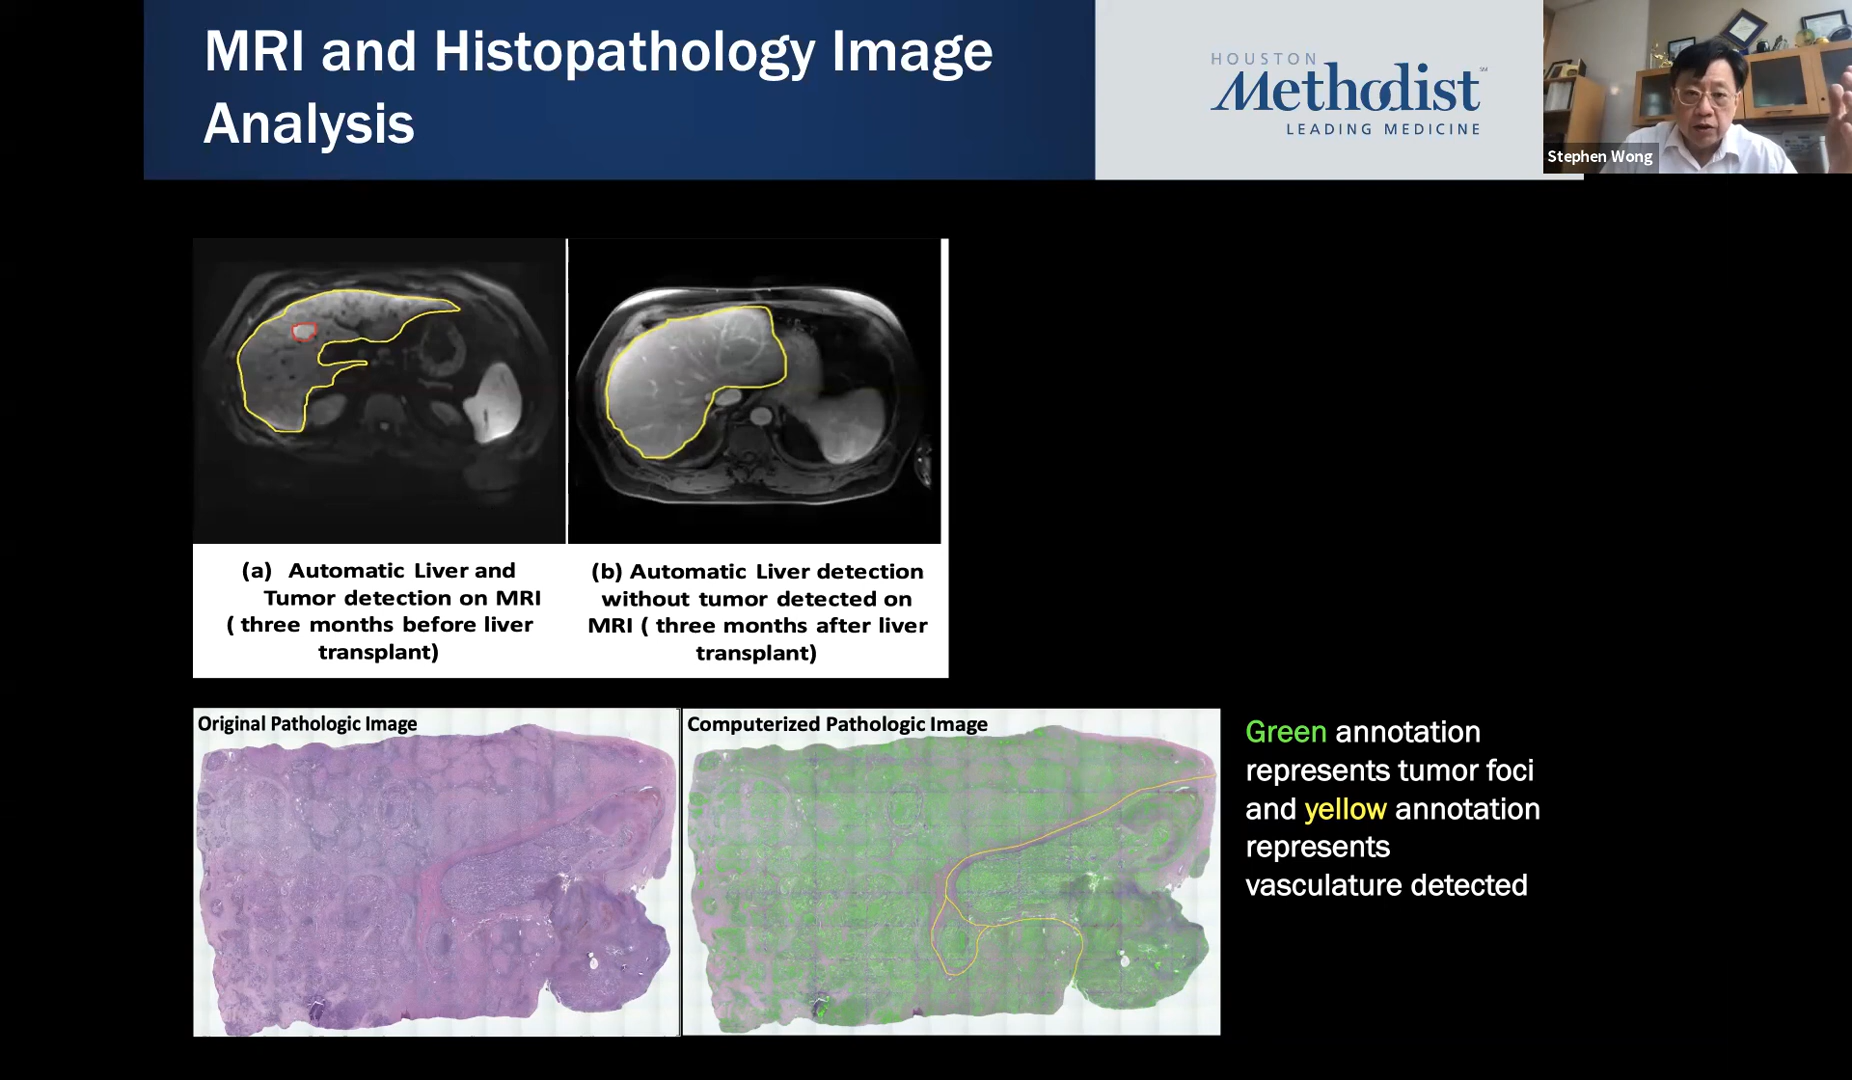 MRI and Histopathology Image
Analysis
HOUSTON
Methodist
SM
LEADING MEDICINE
Stephen Wong
(a) Automatic Liver and
Tumor detection on MRI
( three months before liver
transplant)
(b) Automatic Liver detection
without tumor detected on
MRI ( three months after liver
transplant)
Original Pathologic Image
Computerized Pathologic Image
Green annotation
represents tumor foci
and yellow annotation
represents
vasculature detected